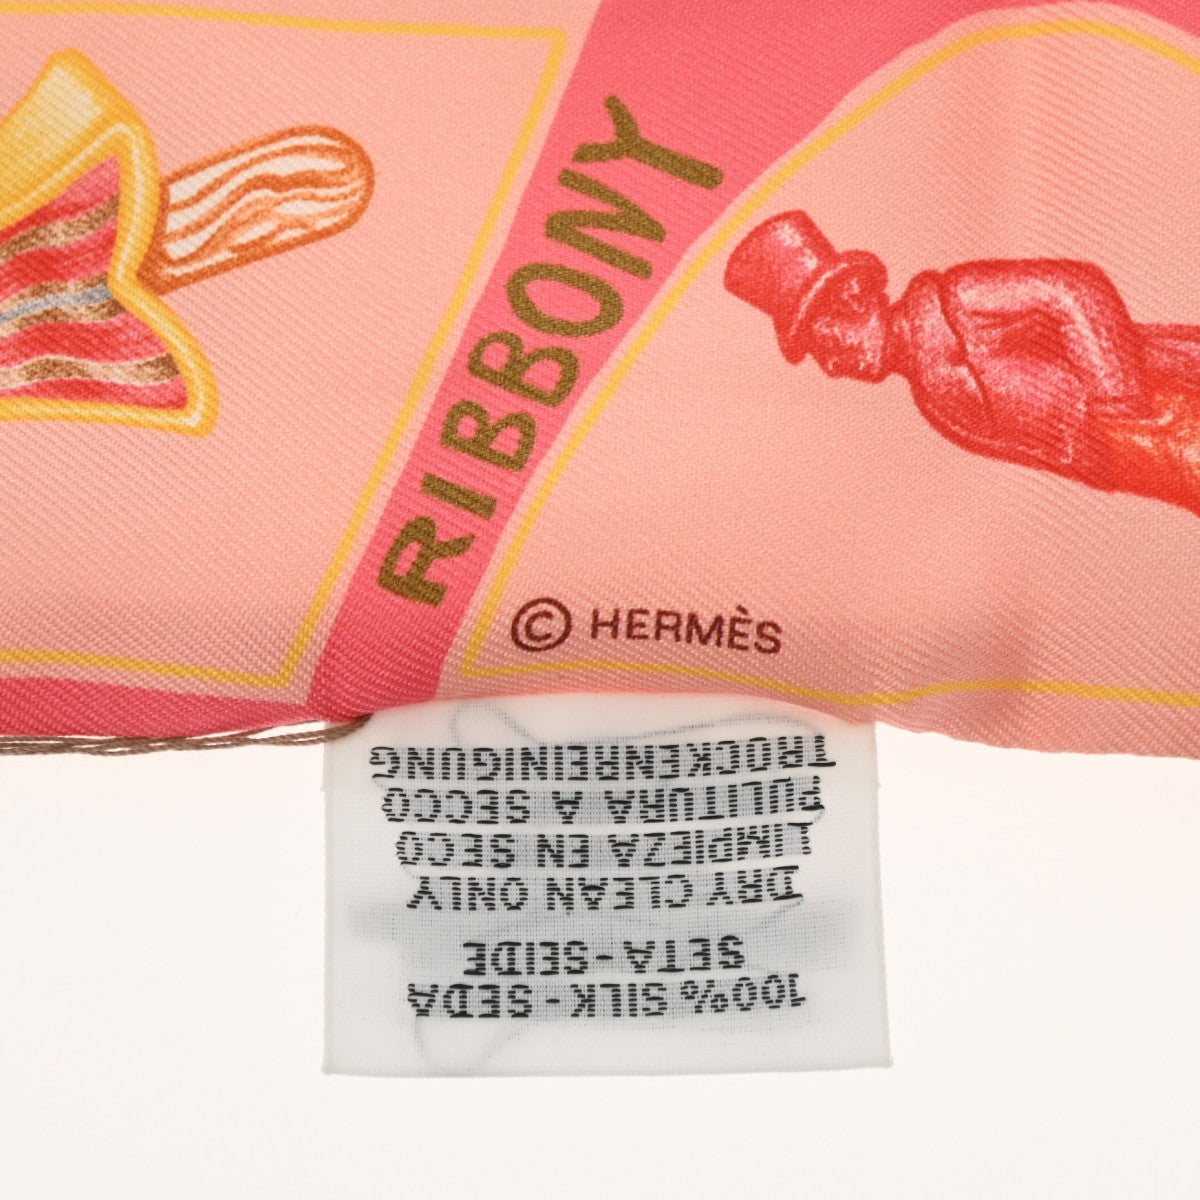 RIBBONY
© HERMÈS
100% SILK - SEDA
SETA - SEIDE
DRY CLEAN ONLY
LIMPIEZA EN SECO
PULITURA A SECCO
TROCKENREINIGUNG